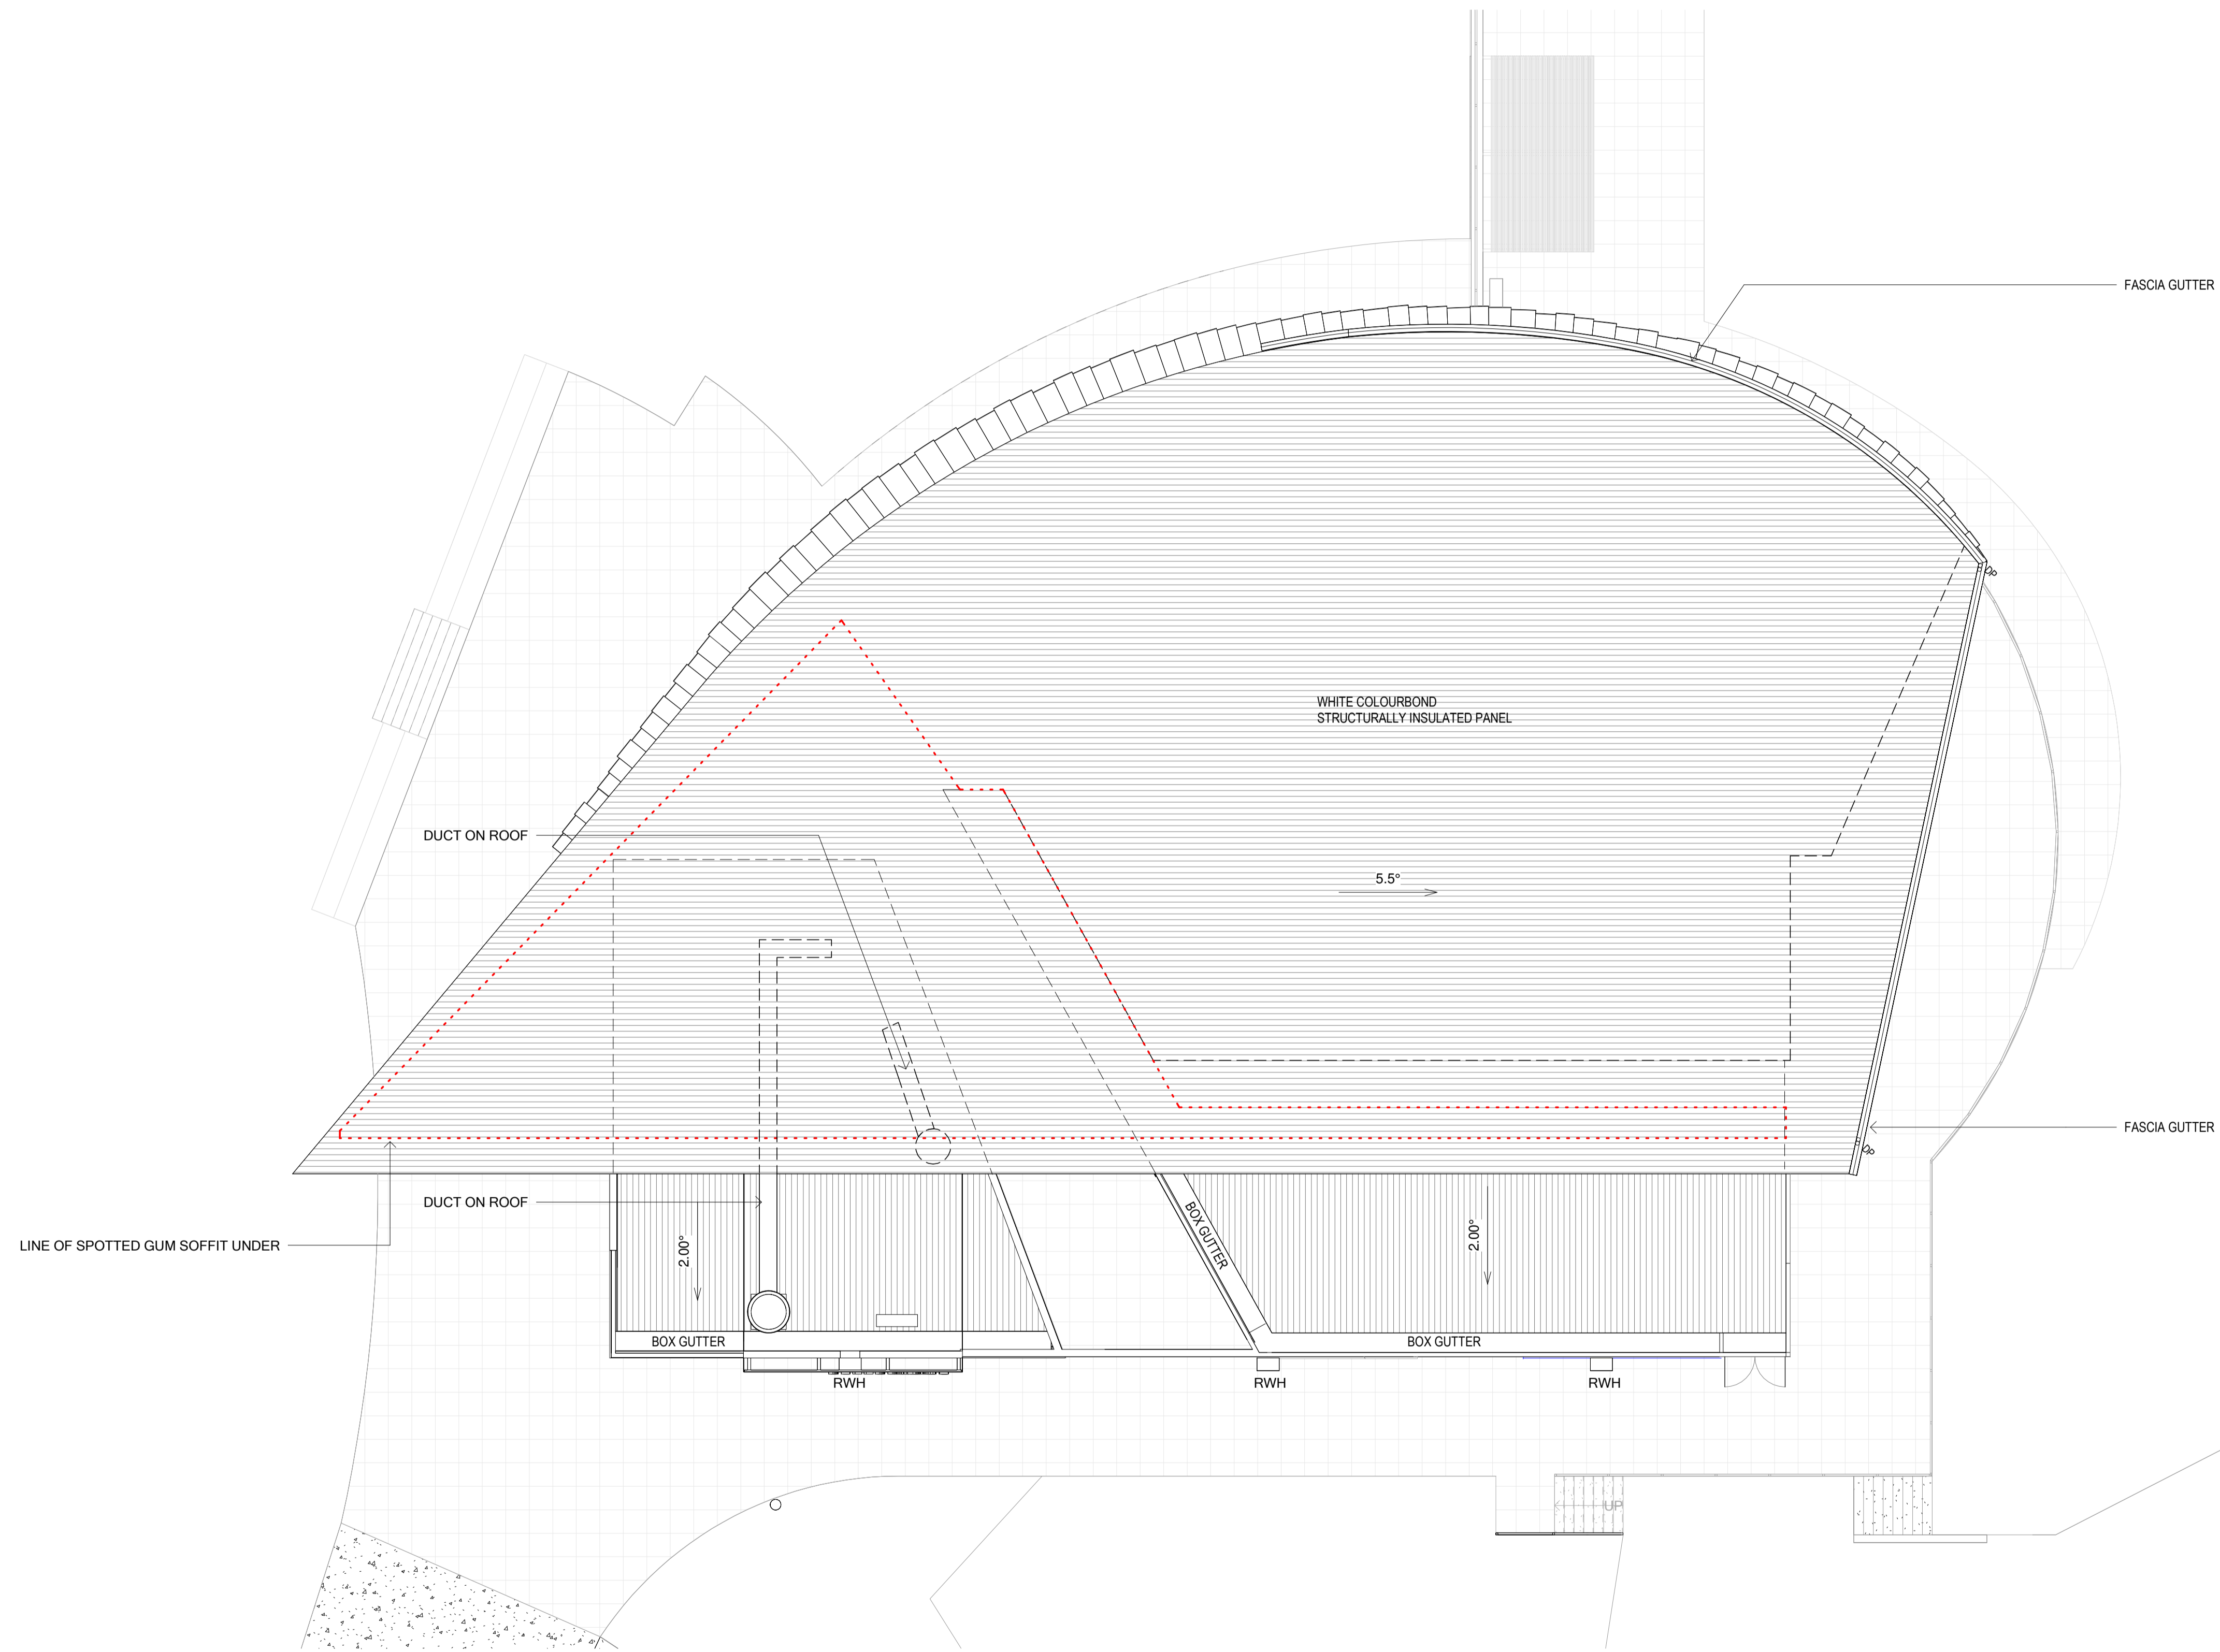 FASCIA GUTTER
DP
WHITE COLOURBOND
STRUCTURALLY INSULATED PANEL
DUCT ON ROOF
5.5°
FASCIA GUTTER
DP
DUCT ON ROOF
LINE OF SPOTTED GUM SOFFIT UNDER
2.00°
BOX GUTTER
2.00°
BOX GUTTER
BOX GUTTER
RWH
RWH
RWH
UP